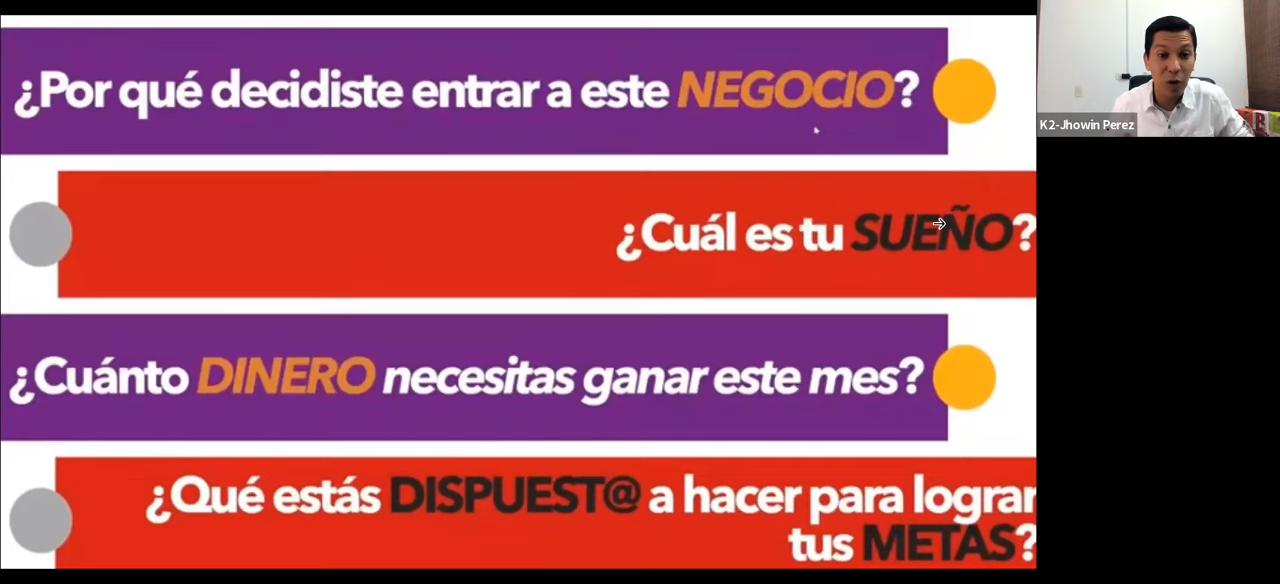 ¿Por qué decidiste entrar a este NEGOCIO?
K2-Jhowin Perez
¿Cuál es tu SUEÑO?
¿Cuánto DINERO necesitas ganar este mes?
¿Qué estás DISPUEST@ a hacer para lograr
tus METAS?